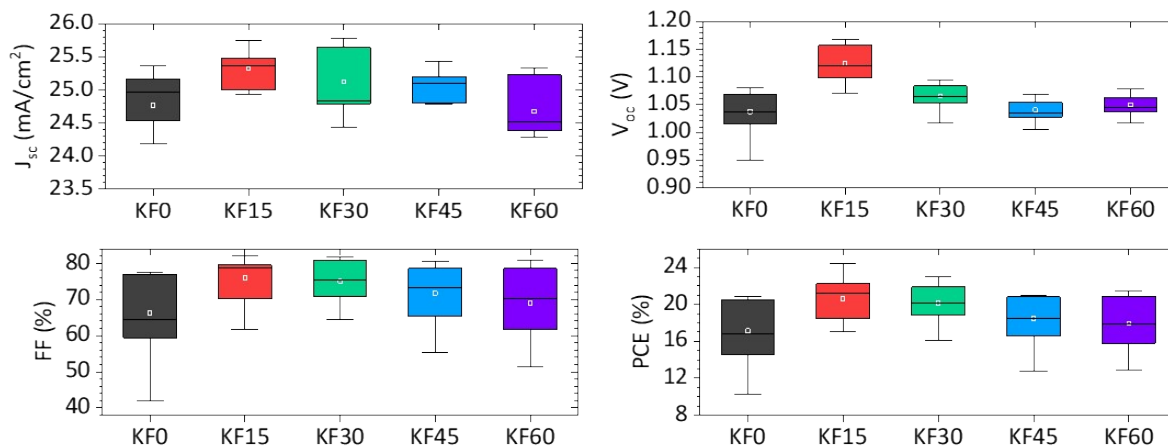 J_sc (mA/cm²)
26.0
25.5
25.0
24.5
24.0
23.5
KF0 KF15 KF30 KF45 KF60
V_oc (V)
1.20
1.15
1.10
1.05
1.00
0.95
0.90
KF0 KF15 KF30 KF45 KF60
FF (%)
80
70
60
50
40
KF0 KF15 KF30 KF45 KF60
PCE (%)
24
20
16
12
8
KF0 KF15 KF30 KF45 KF60